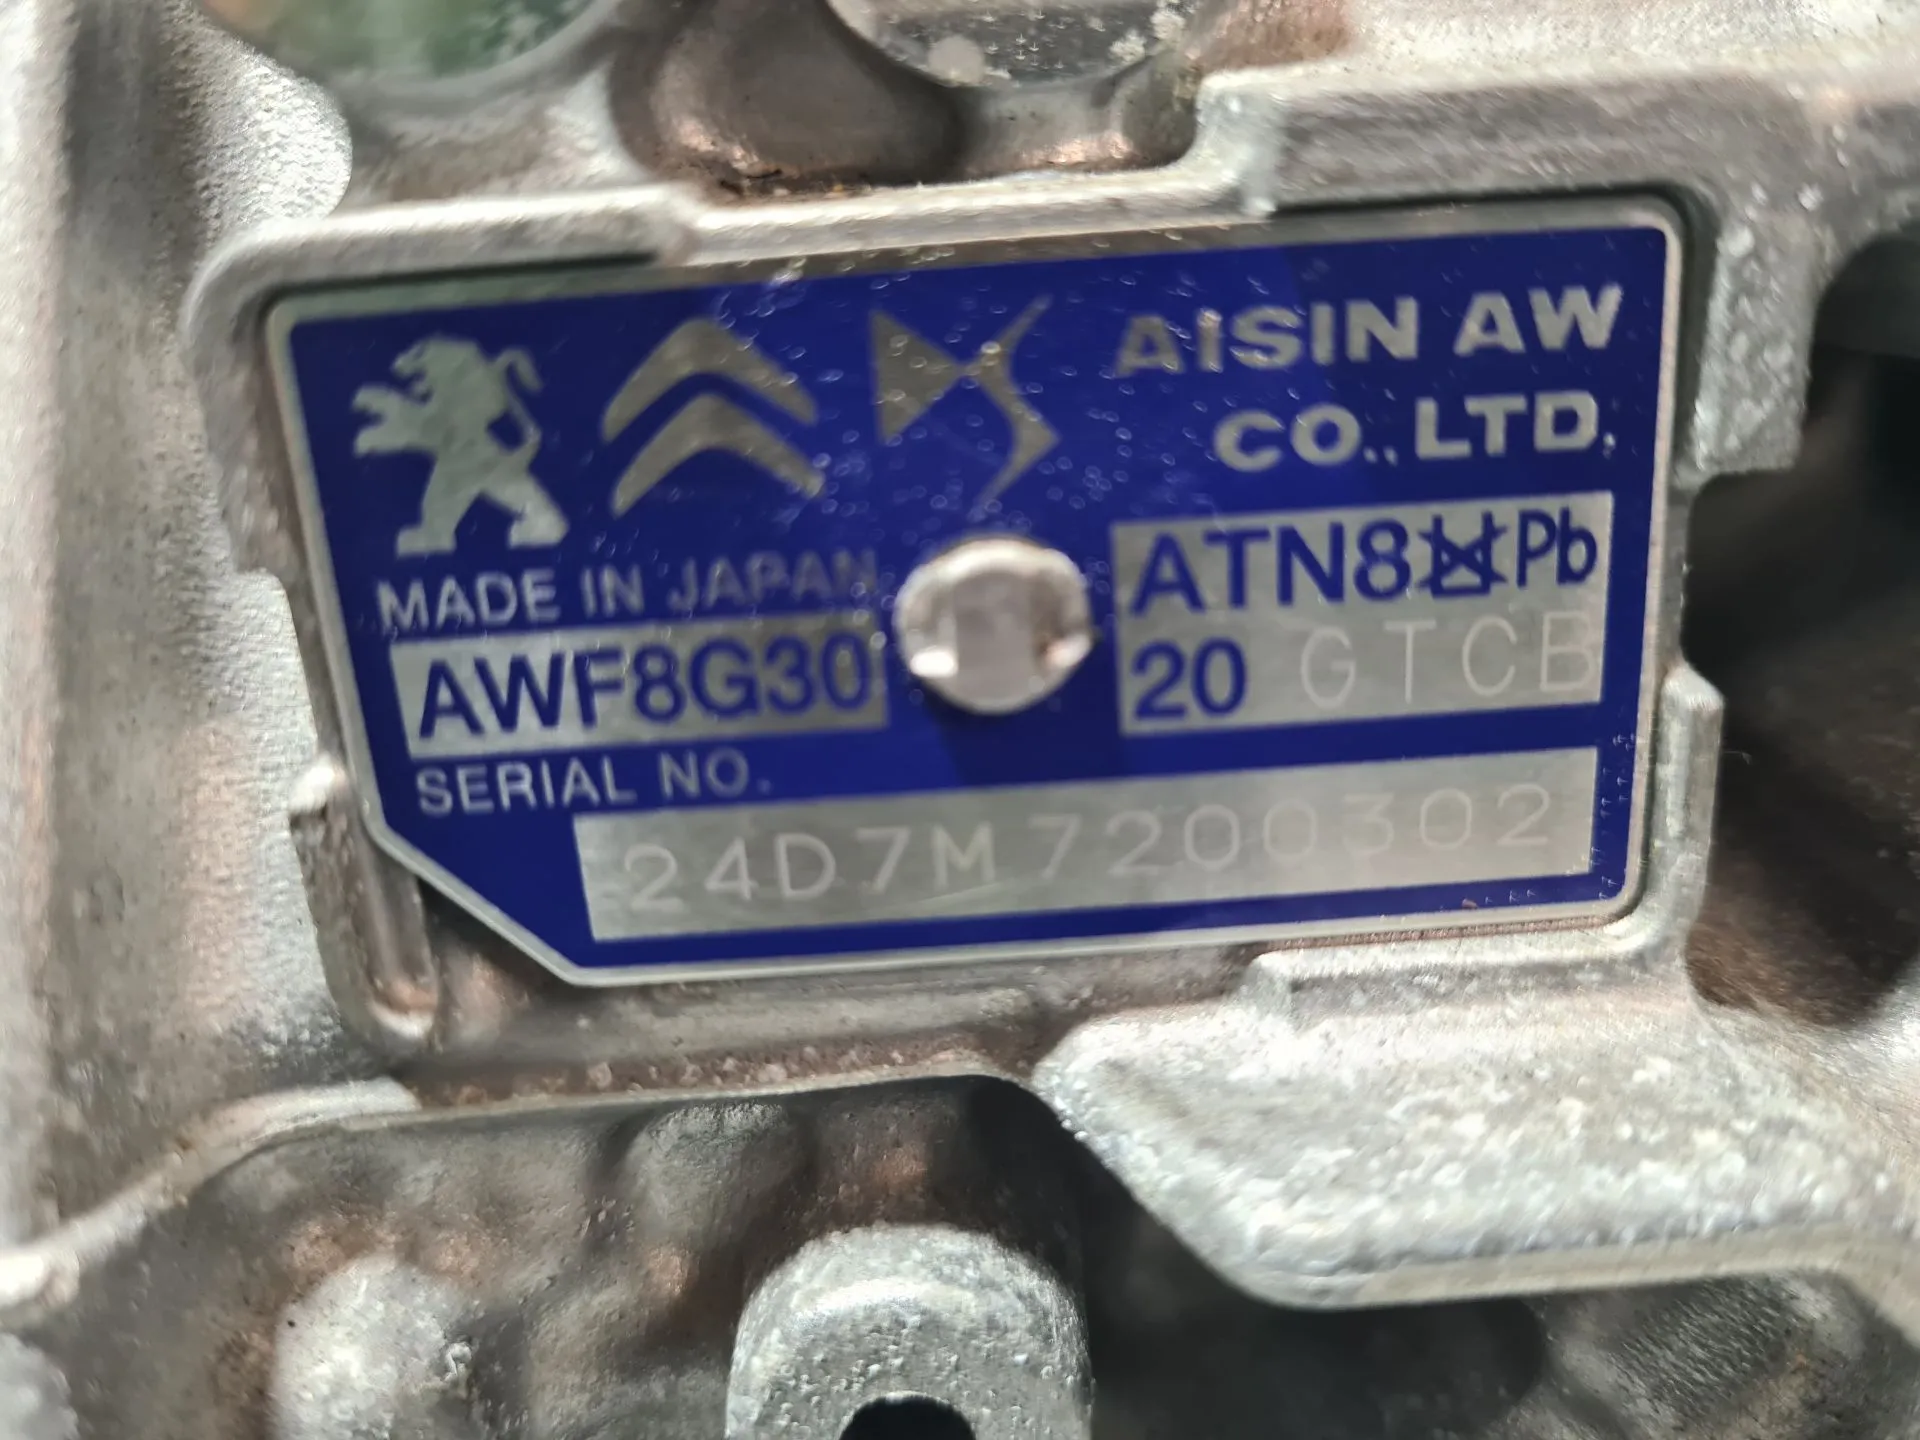 AISIN AW
CO., LTD.
MADE IN JAPAN
AWF8G30
ATN8 Pb
20 GTCB
SERIAL NO.
24D7M7200302